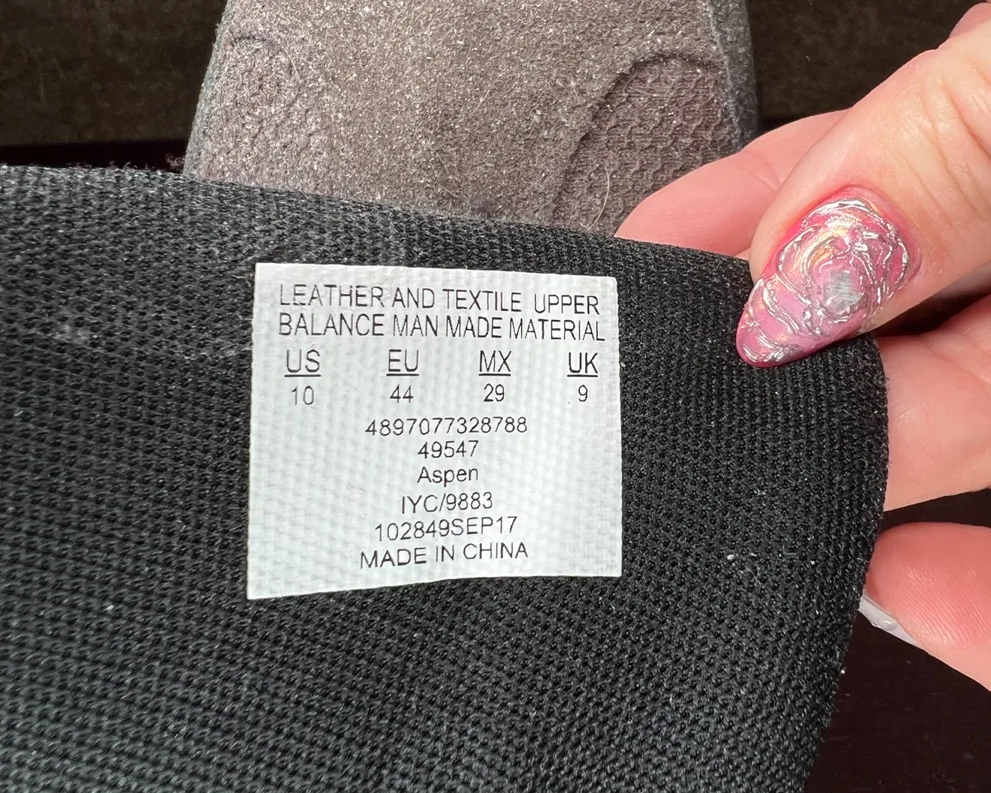 LEATHER AND TEXTILE UPPER
BALANCE MAN MADE MATERIAL
US EU MX UK
10 44 29 9
4897077328788
49547
Aspen
IYC/9883
102849SEP17
MADE IN CHINA